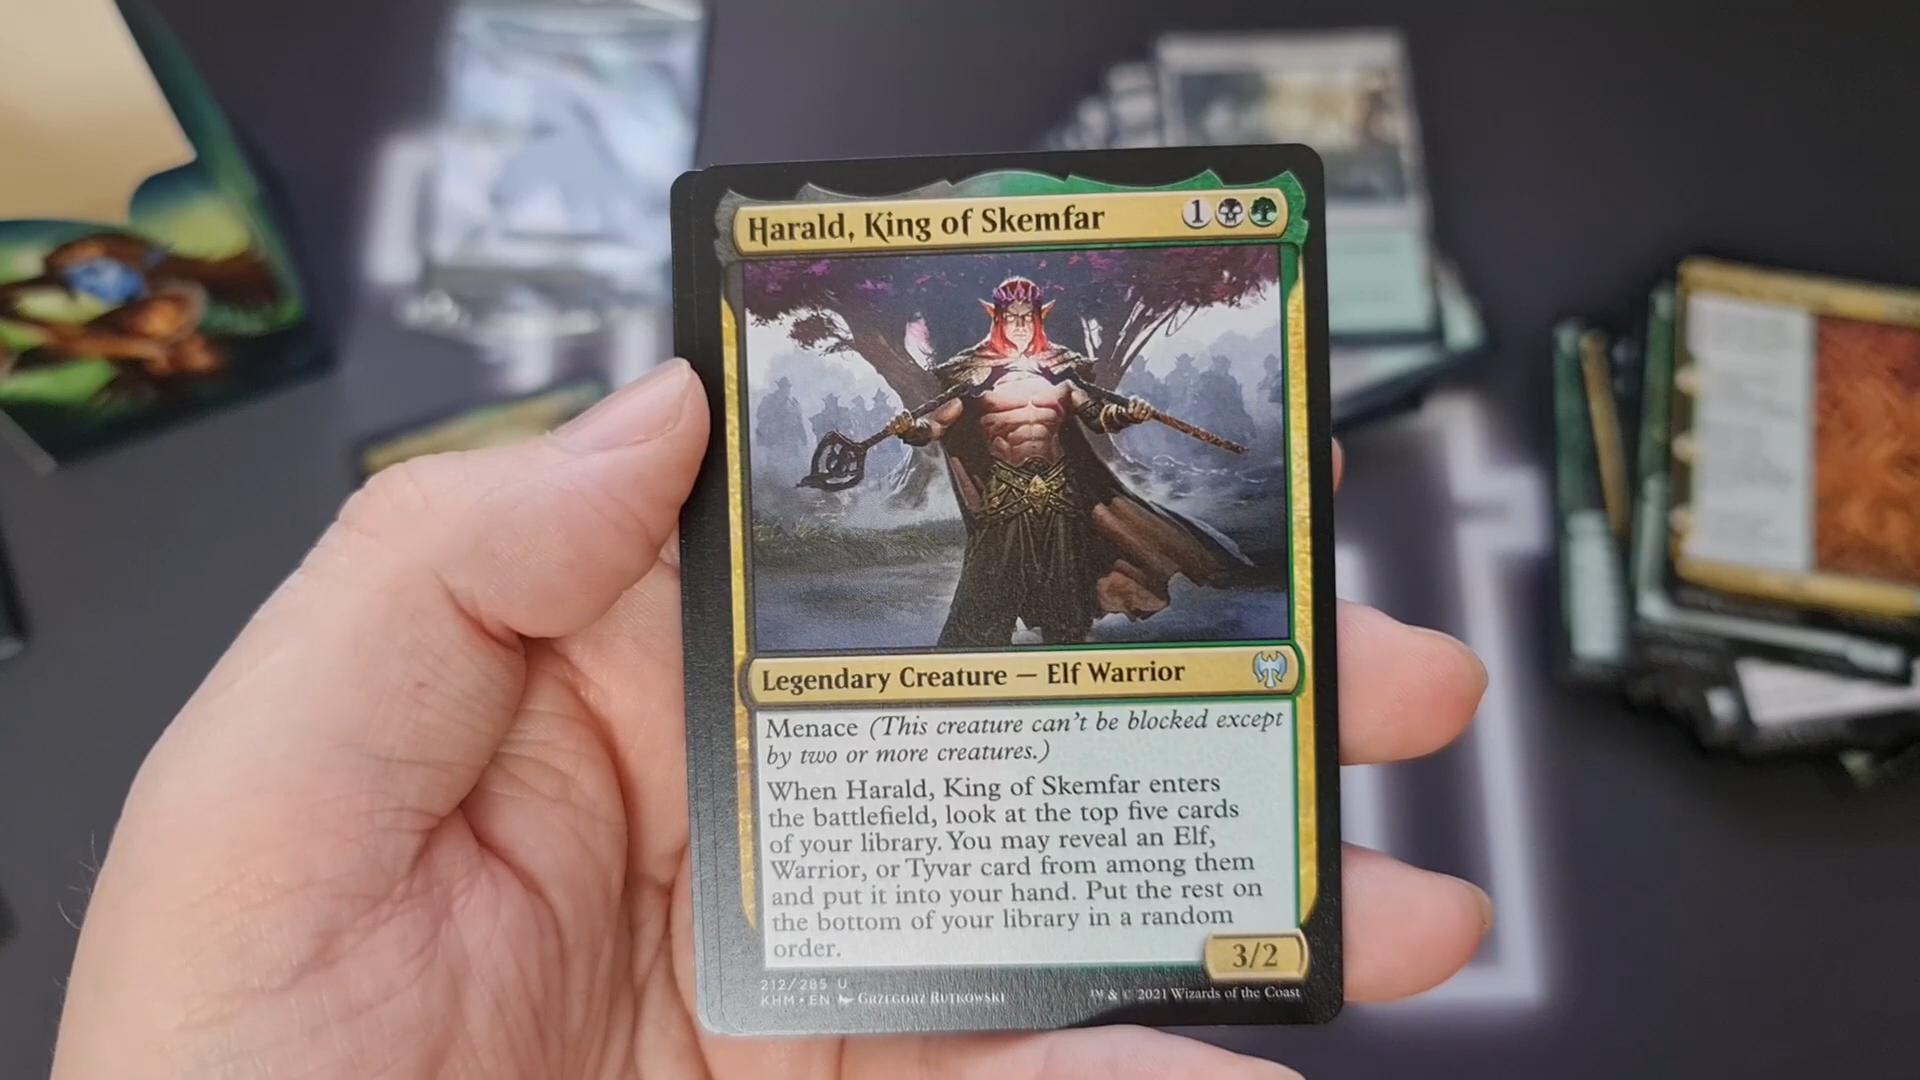 Harald, King of Skemfar 1
Legendary Creature — Elf Warrior
Menace (This creature can't be blocked except
by two or more creatures.)
When Harald, King of Skemfar enters
the battlefield, look at the top five cards
of your library. You may reveal an Elf,
Warrior, or Tyvar card from among them
and put it into your hand. Put the rest on
the bottom of your library in a random
order.
3/2
212/285 U
KHM • EN Grzegorz Rutkowski
™ & © 2021 Wizards of the Coast